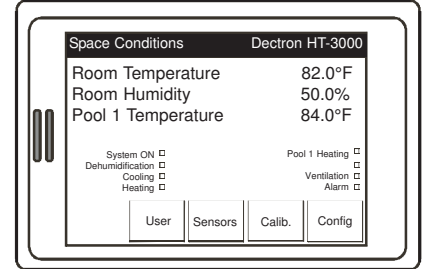 Space Conditions Dectron HT-3000
Room Temperature 82.0°F
Room Humidity 50.0%
Pool 1 Temperature 84.0°F
System ON Pool 1 Heating
Dehumidification
Cooling Ventilation
Heating Alarm
User Sensors Calib. Config